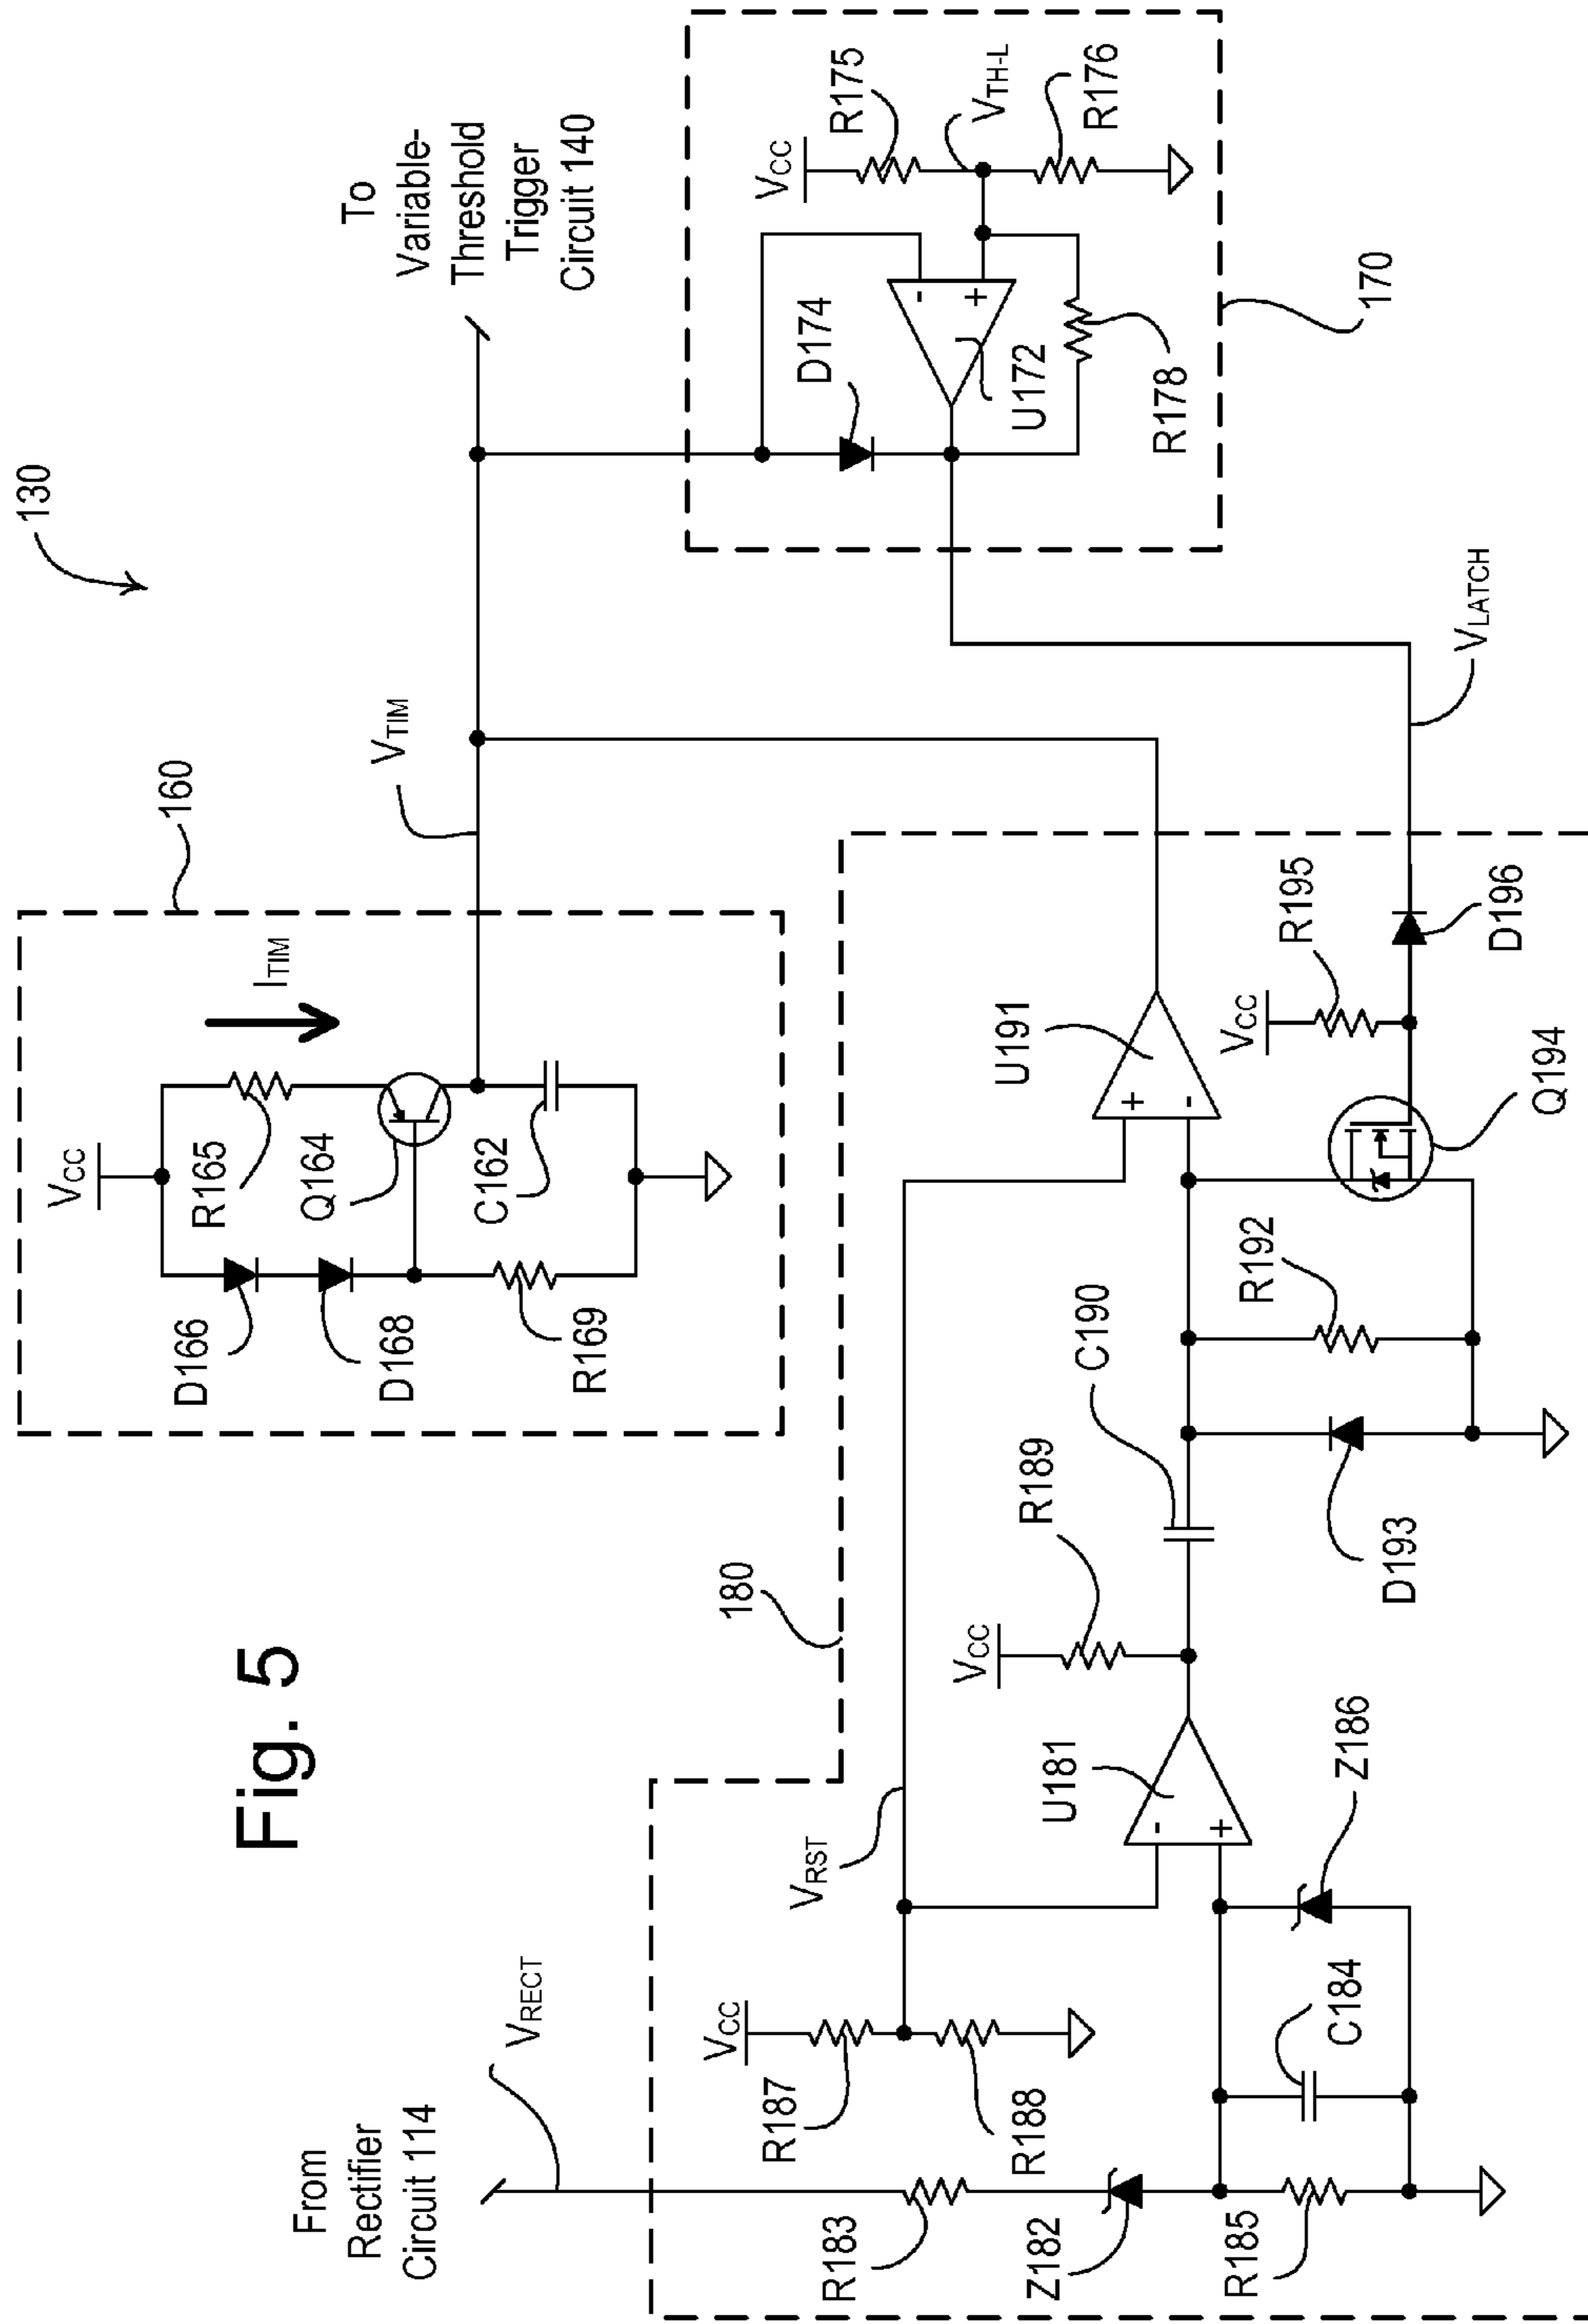 130
To
Variable-
Threshold
Trigger
Circuit 140
160
VCC
ITIM
R165
Q164
C162
D166
D168
R169
VTIM
VCC
R175
VTH-L
R176
D174
-
+
U172
R178
170
VLATCH
Fig. 5
180
From
Rectifier
Circuit 114
VRECT
VRST
VCC
R187
R188
R183
Z182
R185
C184
Z186
U181
-
+
VCC
R189
C190
D193
R192
U191
+
-
VCC
R195
D196
Q194